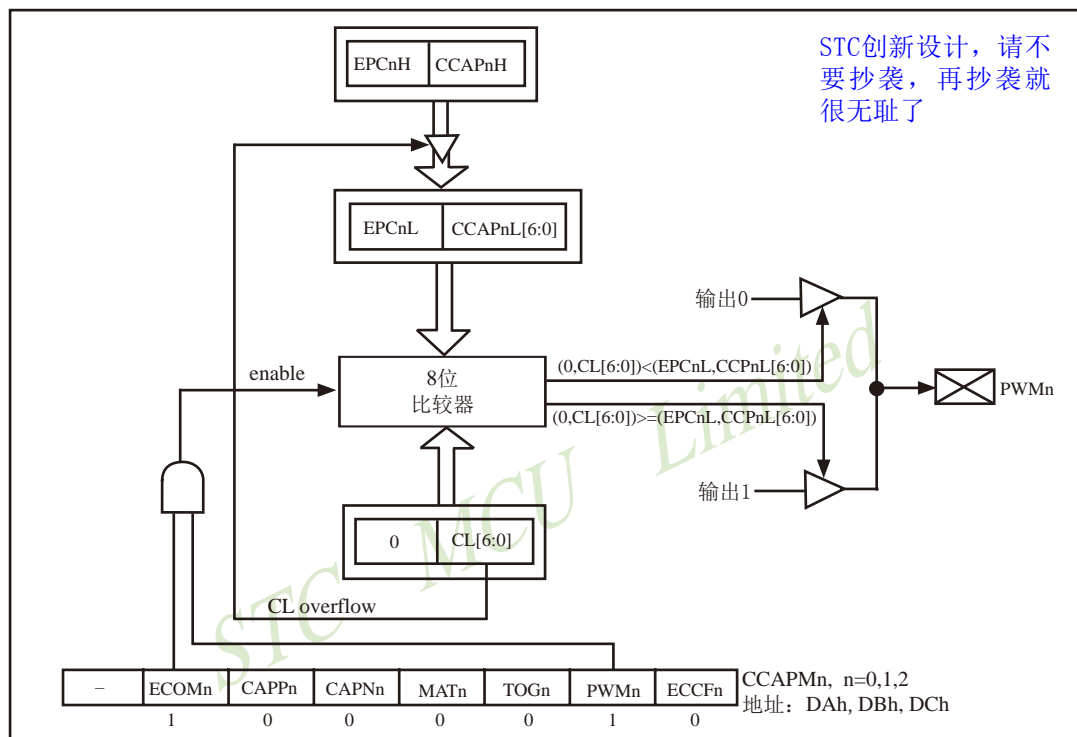 STC创新设计，请不
要抄袭，再抄袭就
很无耻了
EPCnH CCAPnH
EPCnL CCAPnL[6:0]
输出0
enable
8位
比较器
(0,CL[6:0])<(EPCnL,CCPnL[6:0])
(0,CL[6:0])>=(EPCnL,CCPnL[6:0])
PWMn
输出1
0 CL[6:0]
CL overflow
STC MCU Limited
– ECOMn CAPPn CAPNn MATn TOGn PWMn ECCFn
CCAPMn, n=0,1,2
地址：DAh, DBh, DCh
1 0 0 0 0 1 0